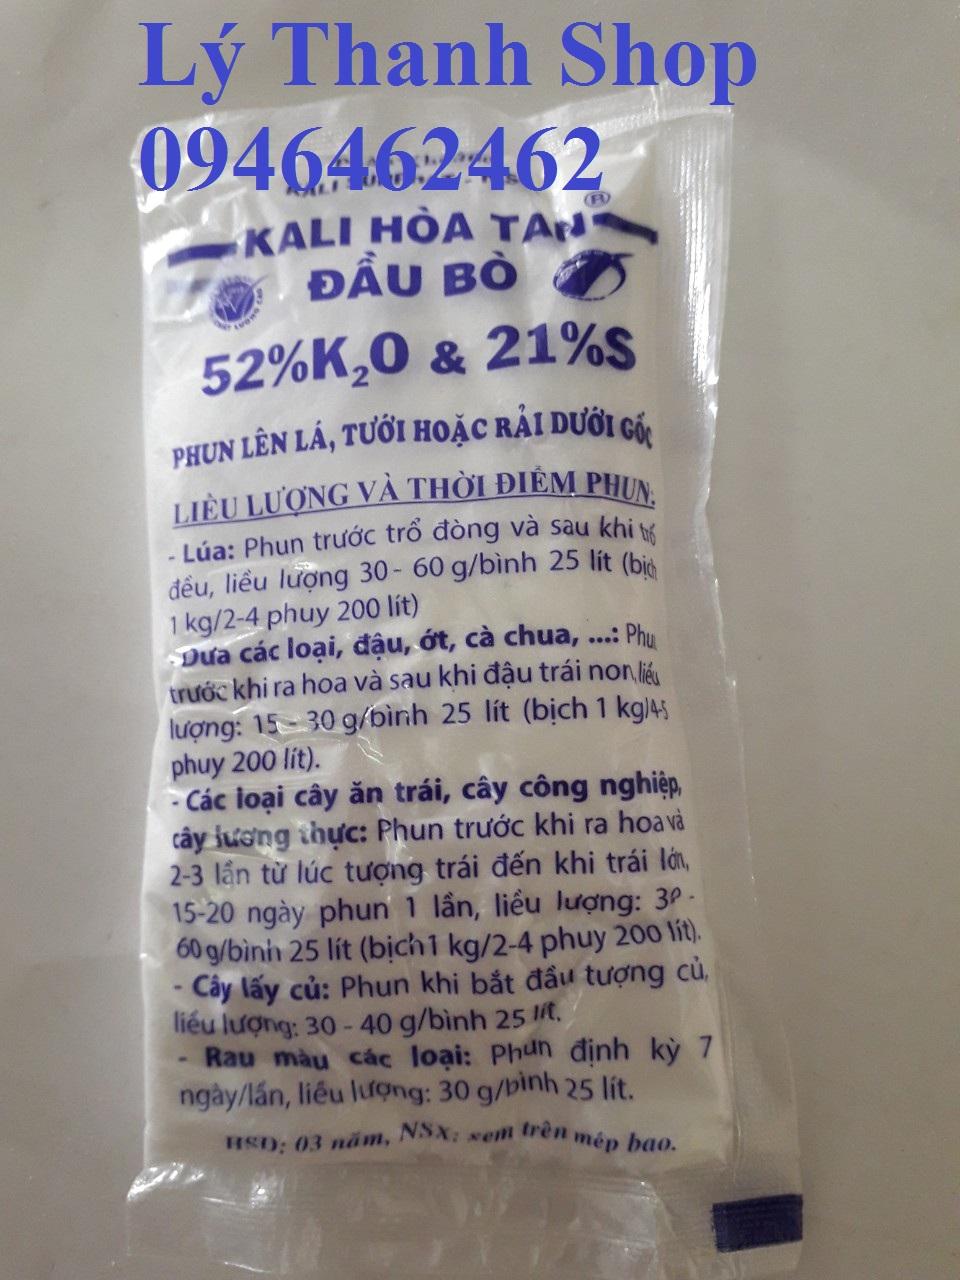 Lý Thanh Shop
0946462462
KALI HÒA TAN ®
ĐẦU BÒ
CHẤT LƯỢNG CAO
52%K₂O & 21%S
PHUN LÊN LÁ, TƯỚI HOẶC RẢI DƯỚI GỐC
LIỀU LƯỢNG VÀ THỜI ĐIỂM PHUN:
- Lúa: Phun trước trổ đòng và sau khi trổ
đều, liều lượng 30 - 60 g/bình 25 lít (bịch
1 kg/2-4 phuy 200 lít)
- Dưa các loại, đậu, ớt, cà chua, ...: Phun
trước khi ra hoa và sau khi đậu trái non, liều
lượng: 15 - 30 g/bình 25 lít (bịch 1 kg/4-5
phuy 200 lít).
- Các loại cây ăn trái, cây công nghiệp,
cây lương thực: Phun trước khi ra hoa và
2-3 lần từ lúc tượng trái đến khi trái lớn,
15-20 ngày phun 1 lần, liều lượng: 30 -
60 g/bình 25 lít (bịch 1 kg/2-4 phuy 200 lít).
- Cây lấy củ: Phun khi bắt đầu tượng củ,
liều lượng: 30 - 40 g/bình 25 lít.
- Rau màu các loại: Phun định kỳ 7
ngày/lần, liều lượng: 30 g/bình 25 lít.
HSD: 03 năm, NSX: xem trên mép bao.